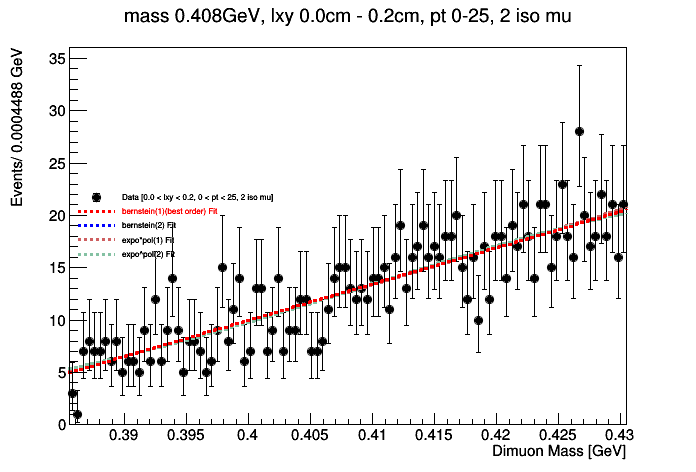 mass 0.408GeV, lxy 0.0cm - 0.2cm, pt 0-25, 2 iso mu
Events/ 0.0004488 GeV
35
30
25
20
15
10
5
0
Data [0.0 < lxy < 0.2, 0 < pt < 25, 2 iso mu]
bernstein(1)(best order) Fit
bernstein(2) Fit
expo*pol(1) Fit
expo*pol(2) Fit
0.39 0.395 0.4 0.405 0.41 0.415 0.42 0.425 0.43
Dimuon Mass [GeV]